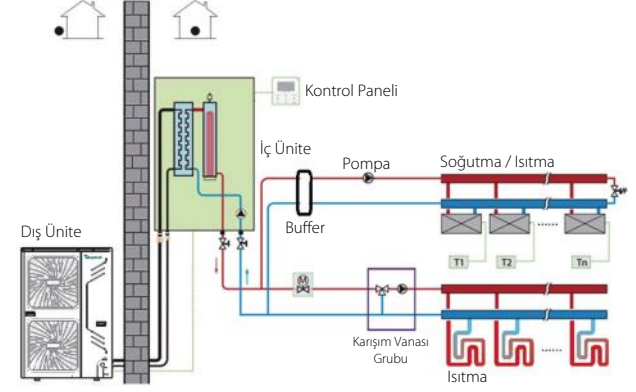 Kontrol Paneli
İç Ünite
Pompa
Soğutma / Isıtma
Buffer
Dış Ünite
T1
T2
Tn
M
Karışım Vanası
Grubu
Isıtma